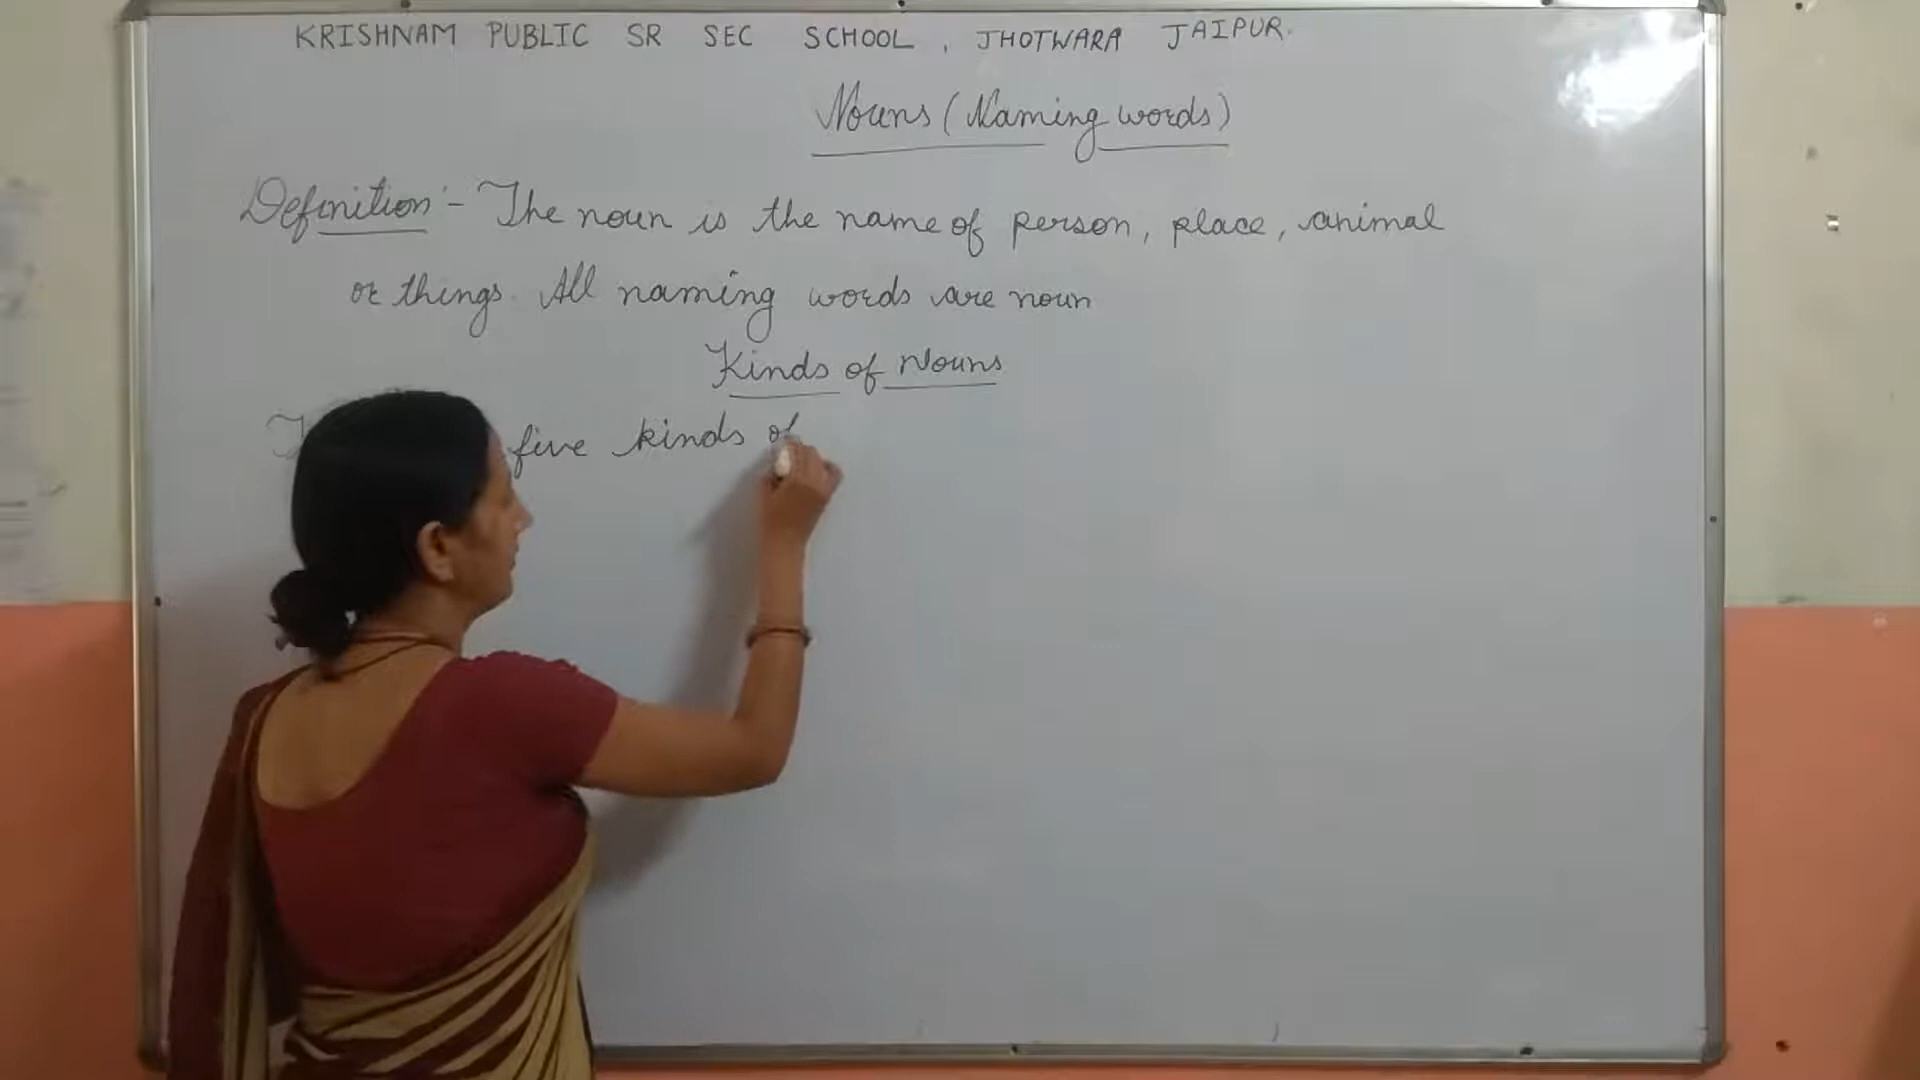 KRISHNAM PUBLIC SR SEC SCHOOL, JHOTWARA JAIPUR.
Nouns (Naming words)
Definition :- The noun is the name of person, place, animal
or things. All naming words are noun
Kinds of Nouns
five kinds of